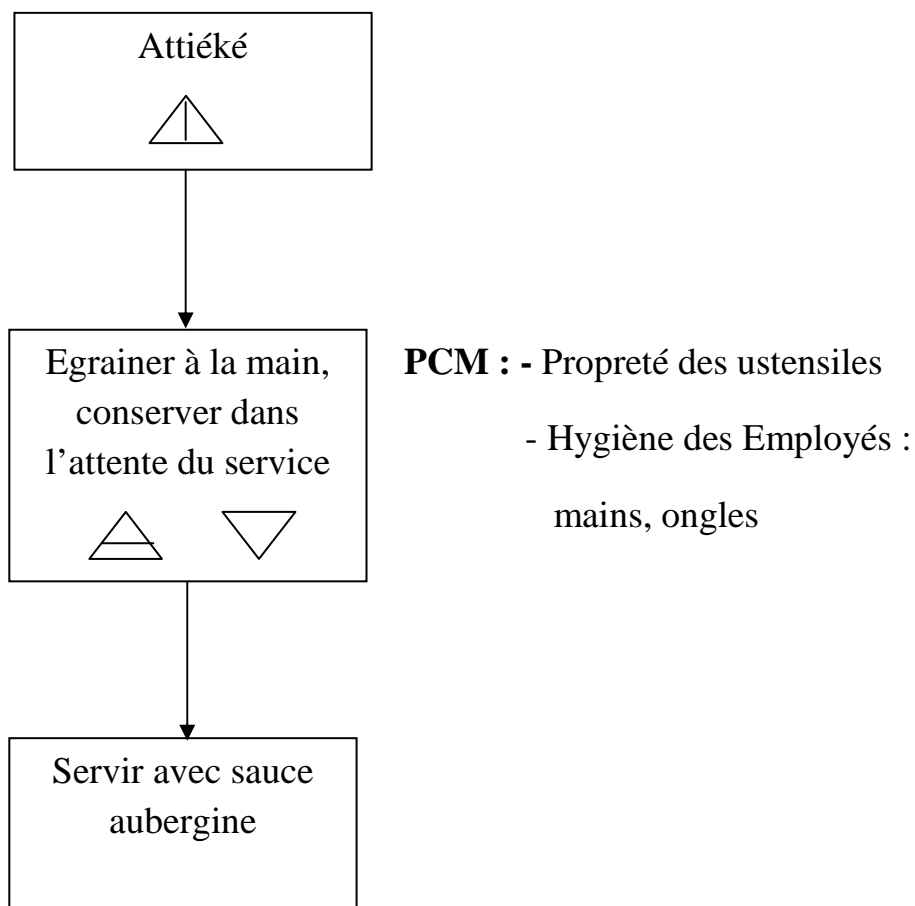 Attiéké
Egrainer à la main,
conserver dans
l’attente du service
PCM : - Propreté des ustensiles
- Hygiène des Employés :
mains, ongles
Servir avec sauce
aubergine